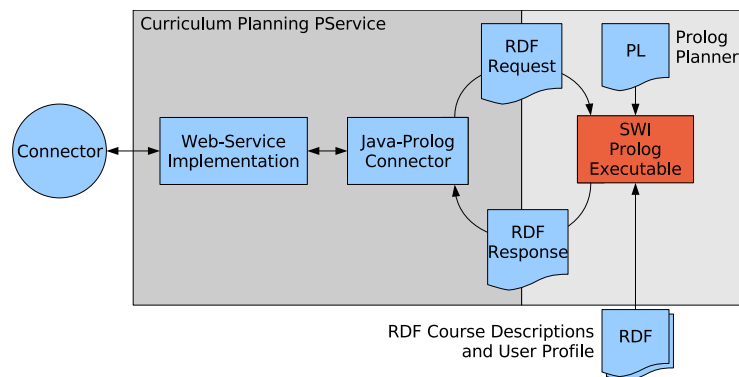 Curriculum Planning PService
RDF
Request
PL
Prolog
Planner
Connector
Web-Service
Implementation
Java-Prolog
Connector
SWI
Prolog
Executable
RDF
Response
RDF Course Descriptions
and User Profile
RDF